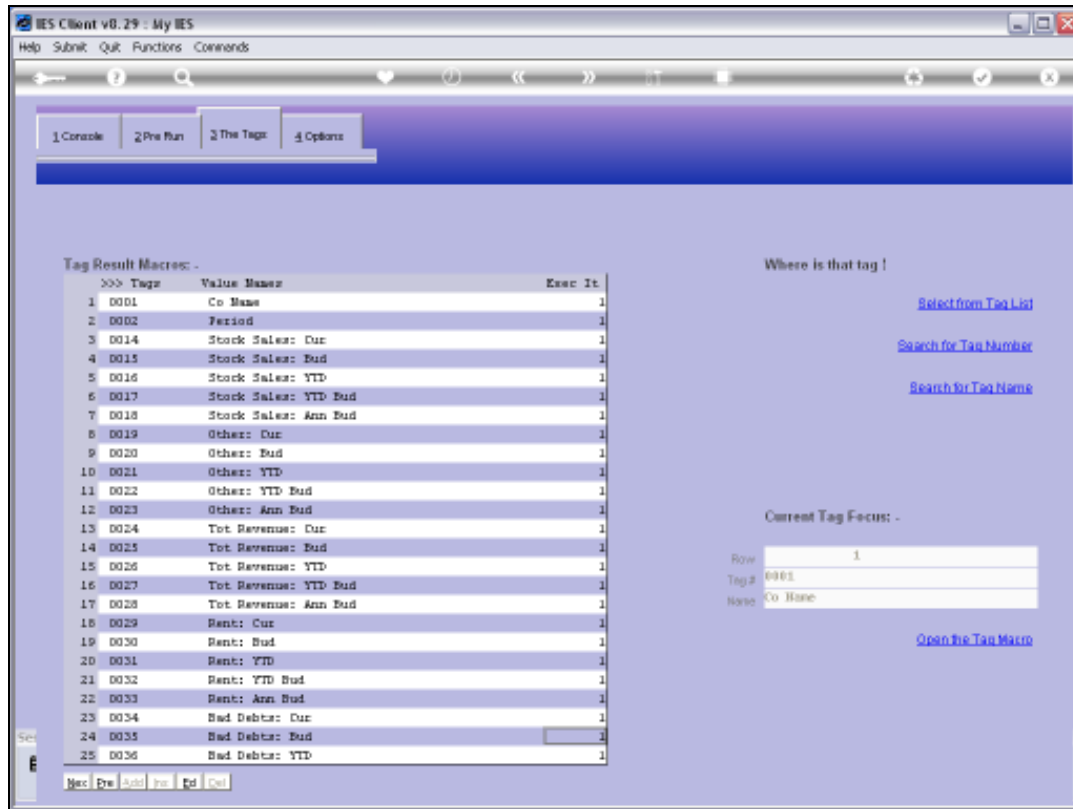 IES Client v8.29 : My IES
Help Submit Quit Functions Commands
1 Console 2 Pre Run 3 The Tags 4 Options
Tag Result Macros: -
>>> Tags Value Names Exec It
1 0001 Co Name 1
2 0002 Period 1
3 0014 Stock Sales: Cur 1
4 0015 Stock Sales: Bud 1
5 0016 Stock Sales: YTD 1
6 0017 Stock Sales: YTD Bud 1
7 0018 Stock Sales: Ann Bud 1
8 0019 Other: Cur 1
9 0020 Other: Bud 1
10 0021 Other: YTD 1
11 0022 Other: YTD Bud 1
12 0023 Other: Ann Bud 1
13 0024 Tot Revenue: Cur 1
14 0025 Tot Revenue: Bud 1
15 0026 Tot Revenue: YTD 1
16 0027 Tot Revenue: YTD Bud 1
17 0028 Tot Revenue: Ann Bud 1
18 0029 Rent: Cur 1
19 0030 Rent: Bud 1
20 0031 Rent: YTD 1
21 0032 Rent: YTD Bud 1
22 0033 Rent: Ann Bud 1
23 0034 Bad Debts: Cur 1
24 0035 Bad Debts: Bud 1
25 0036 Bad Debts: YTD 1
Nex Pre Add Ins Ed Del
Where is that tag !
Select from Tag List
Search for Tag Number
Search for Tag Name
Current Tag Focus: -
Row 1
Tag # 0001
Name Co Name
Open the Tag Macro